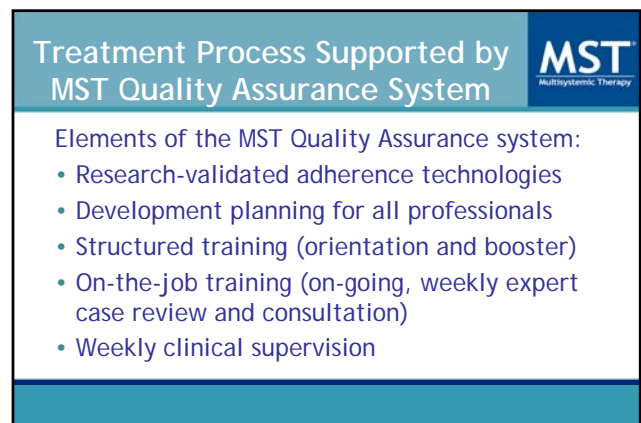 Treatment Process Supported by
MST Quality Assurance System
MST®
Multisystemic Therapy
Elements of the MST Quality Assurance system:
• Research-validated adherence technologies
• Development planning for all professionals
• Structured training (orientation and booster)
• On-the-job training (on-going, weekly expert
case review and consultation)
• Weekly clinical supervision